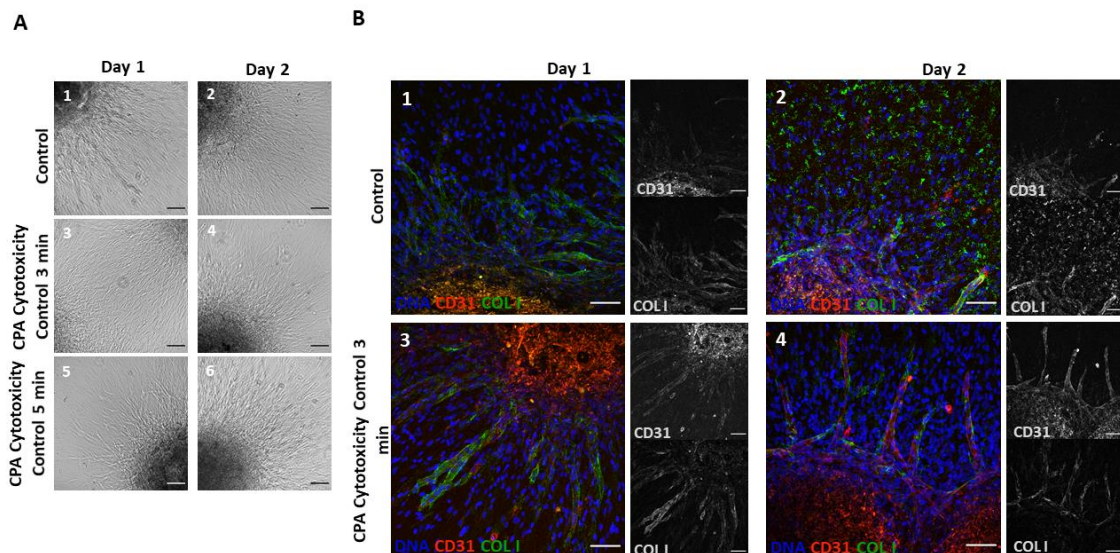 A
Day 1
Day 2
Control
1
2
CPA Cytotoxicity
Control 3 min
3
4
CPA Cytotoxicity
Control 5 min
5
6
B
Day 1
Day 2
Control
1
DNA CD31 COL I
CD31
COL I
2
DNA CD31 COL I
CD31
COL I
CPA Cytotoxicity Control 3
min
3
DNA CD31 COL I
CD31
COL I
4
DNA CD31 COL I
CD31
COL I